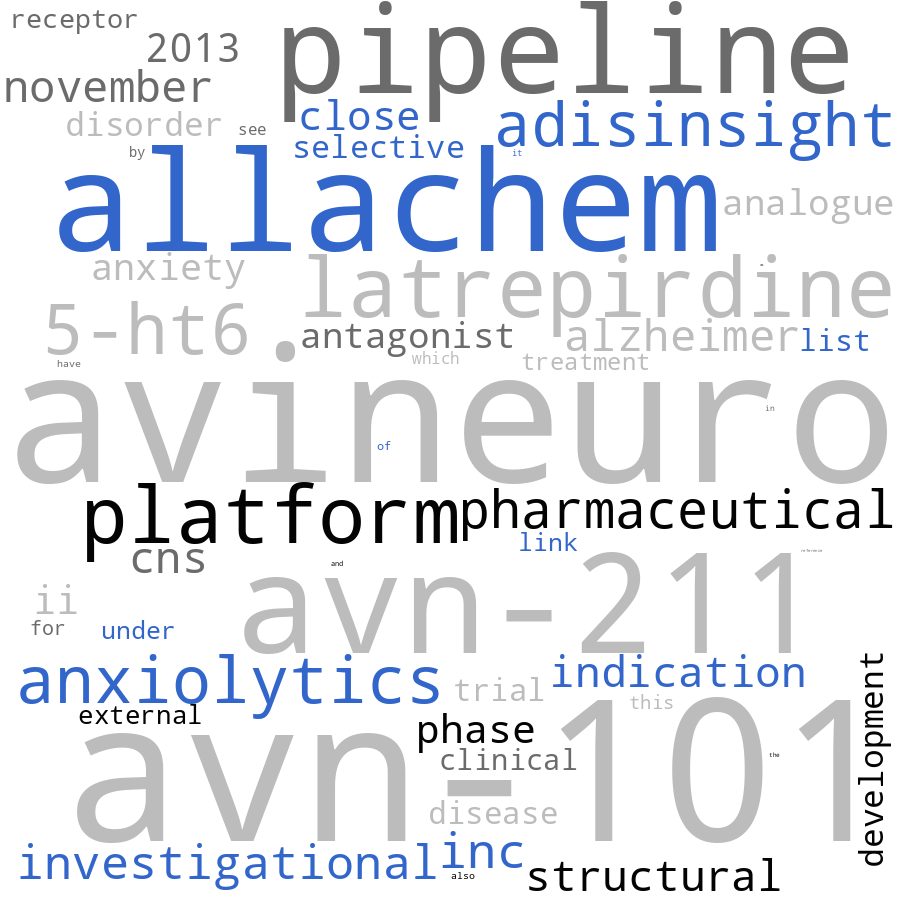 receptor
2013
pipeline
november
close
adisinsight
disorder
see
selective
by
it
allachem
analogue
anxiety
latrepirdine
5-ht6
antagonist
alzheimer
list
which
treatment
have
avineuro
in
of
platform
pharmaceutical
link
cns
and
reference
avn-211
ii
for
under
anxiolytics
indication
trial
this
external
phase
avn-101
the
clinical
development
disease
investigational
inc
also
structural